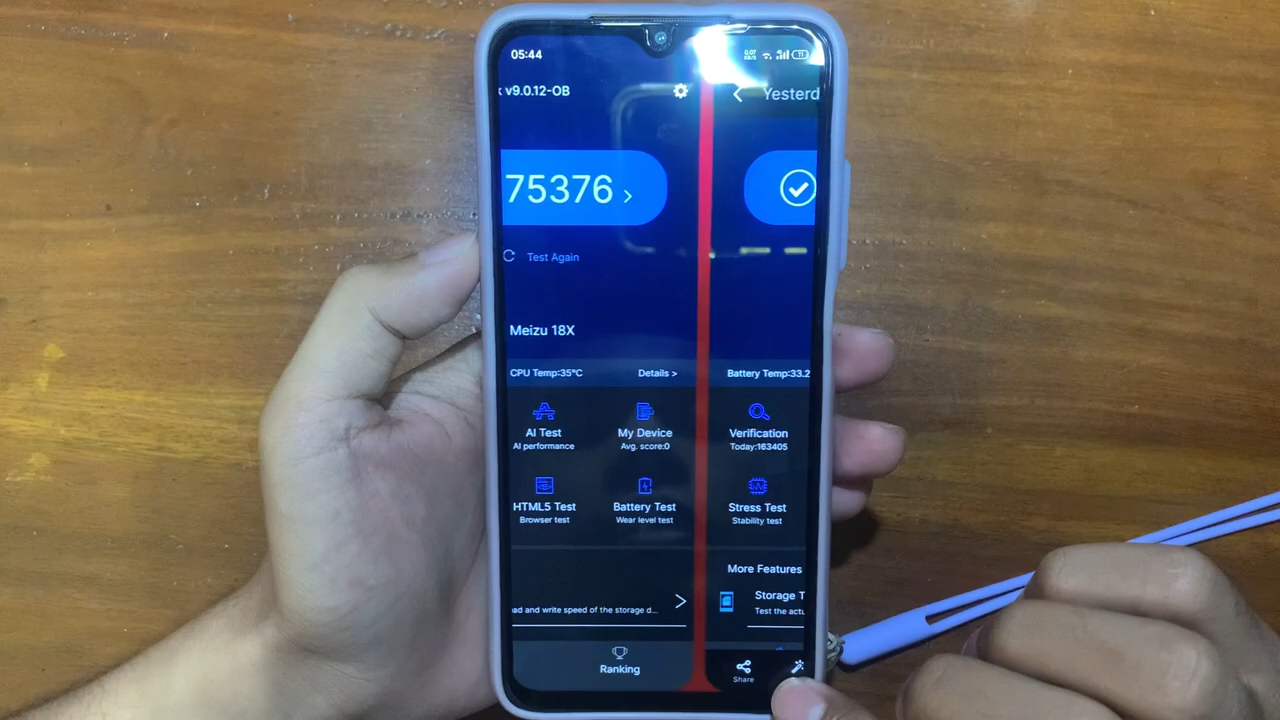 05:44
v9.0.12-OB
Yesterd
75376
Test Again
Meizu 18X
CPU Temp:35°C
Details >
Battery Temp:33.2
AI Test
My Device
Verification
AI performance
Avg. score:0
Today:163405
HTML5 Test
Battery Test
Stress Test
Browser test
Wear level test
Stability test
More Features
Storage T
ad and write speed of the storage d...
Test the actu
Ranking
Share